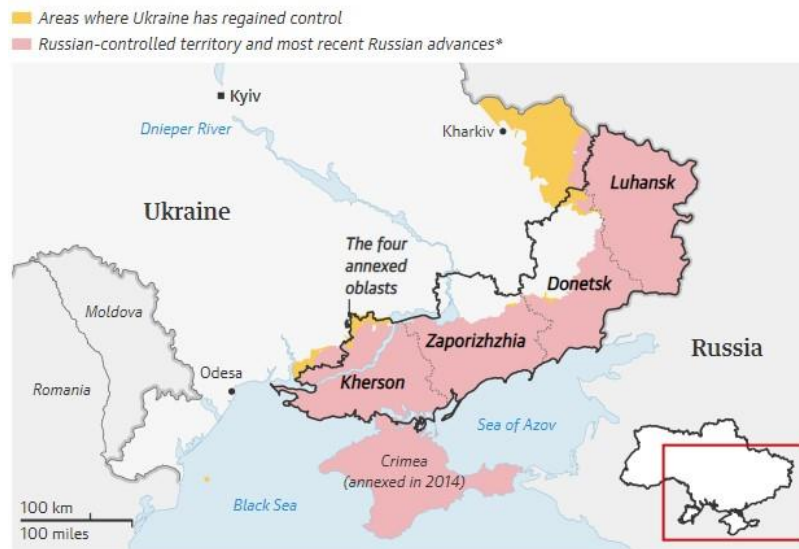 Areas where Ukraine has regained control
Russian-controlled territory and most recent Russian advances*
Kyiv
Dnieper River
Kharkiv
Luhansk
Ukraine
The four
annexed
oblasts
Donetsk
Moldova
Zaporizhzhia
Russia
Romania
Odesa
Kherson
Sea of Azov
Crimea
(annexed in 2014)
Black Sea
100 km
100 miles